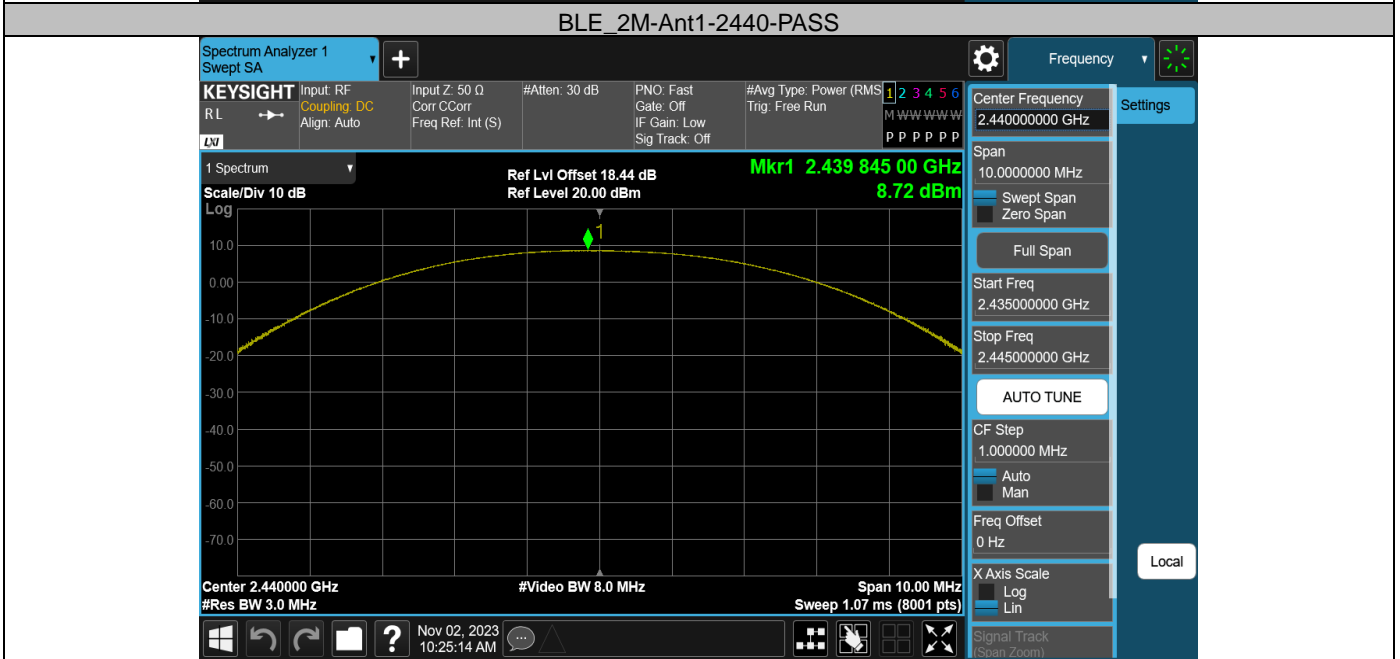 BLE_2M-Ant1-2440-PASS
Spectrum Analyzer 1
Swept SA
+
Frequency
KEYSIGHT
RL
LXI
Input: RF
Coupling: DC
Align: Auto
Input Z: 50 Ω
Corr CCorr
Freq Ref: Int (S)
#Atten: 30 dB
PNO: Fast
Gate: Off
IF Gain: Low
Sig Track: Off
#Avg Type: Power (RMS
Trig: Free Run
1 2 3 4 5 6
M W W W W W
P P P P P P
1 Spectrum
Scale/Div 10 dB
Log
Ref Lvl Offset 18.44 dB
Ref Level 20.00 dBm
Mkr1 2.439 845 00 GHz
8.72 dBm
1
10.0
0.00
-10.0
-20.0
-30.0
-40.0
-50.0
-60.0
-70.0
Center 2.440000 GHz
#Video BW 8.0 MHz
Span 10.00 MHz
#Res BW 3.0 MHz
Sweep 1.07 ms (8001 pts)
Center Frequency
2.440000000 GHz
Settings
Span
10.0000000 MHz
Swept Span
Zero Span
Full Span
Start Freq
2.435000000 GHz
Stop Freq
2.445000000 GHz
AUTO TUNE
CF Step
1.000000 MHz
Auto
Man
Freq Offset
0 Hz
Local
X Axis Scale
Log
Lin
Signal Track
(Span Zoom)
?
Nov 02, 2023
10:25:14 AM